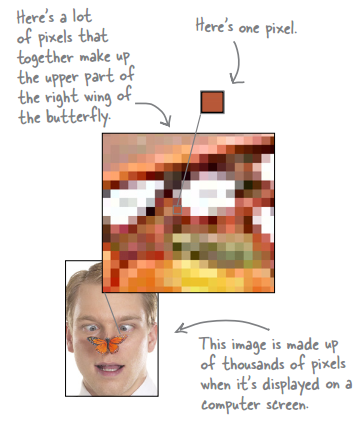 Here's a lot
of pixels that
together make up
the upper part of
the right wing of
the butterfly.
Here's one pixel.
This image is made up
of thousands of pixels
when it's displayed on a
computer screen.